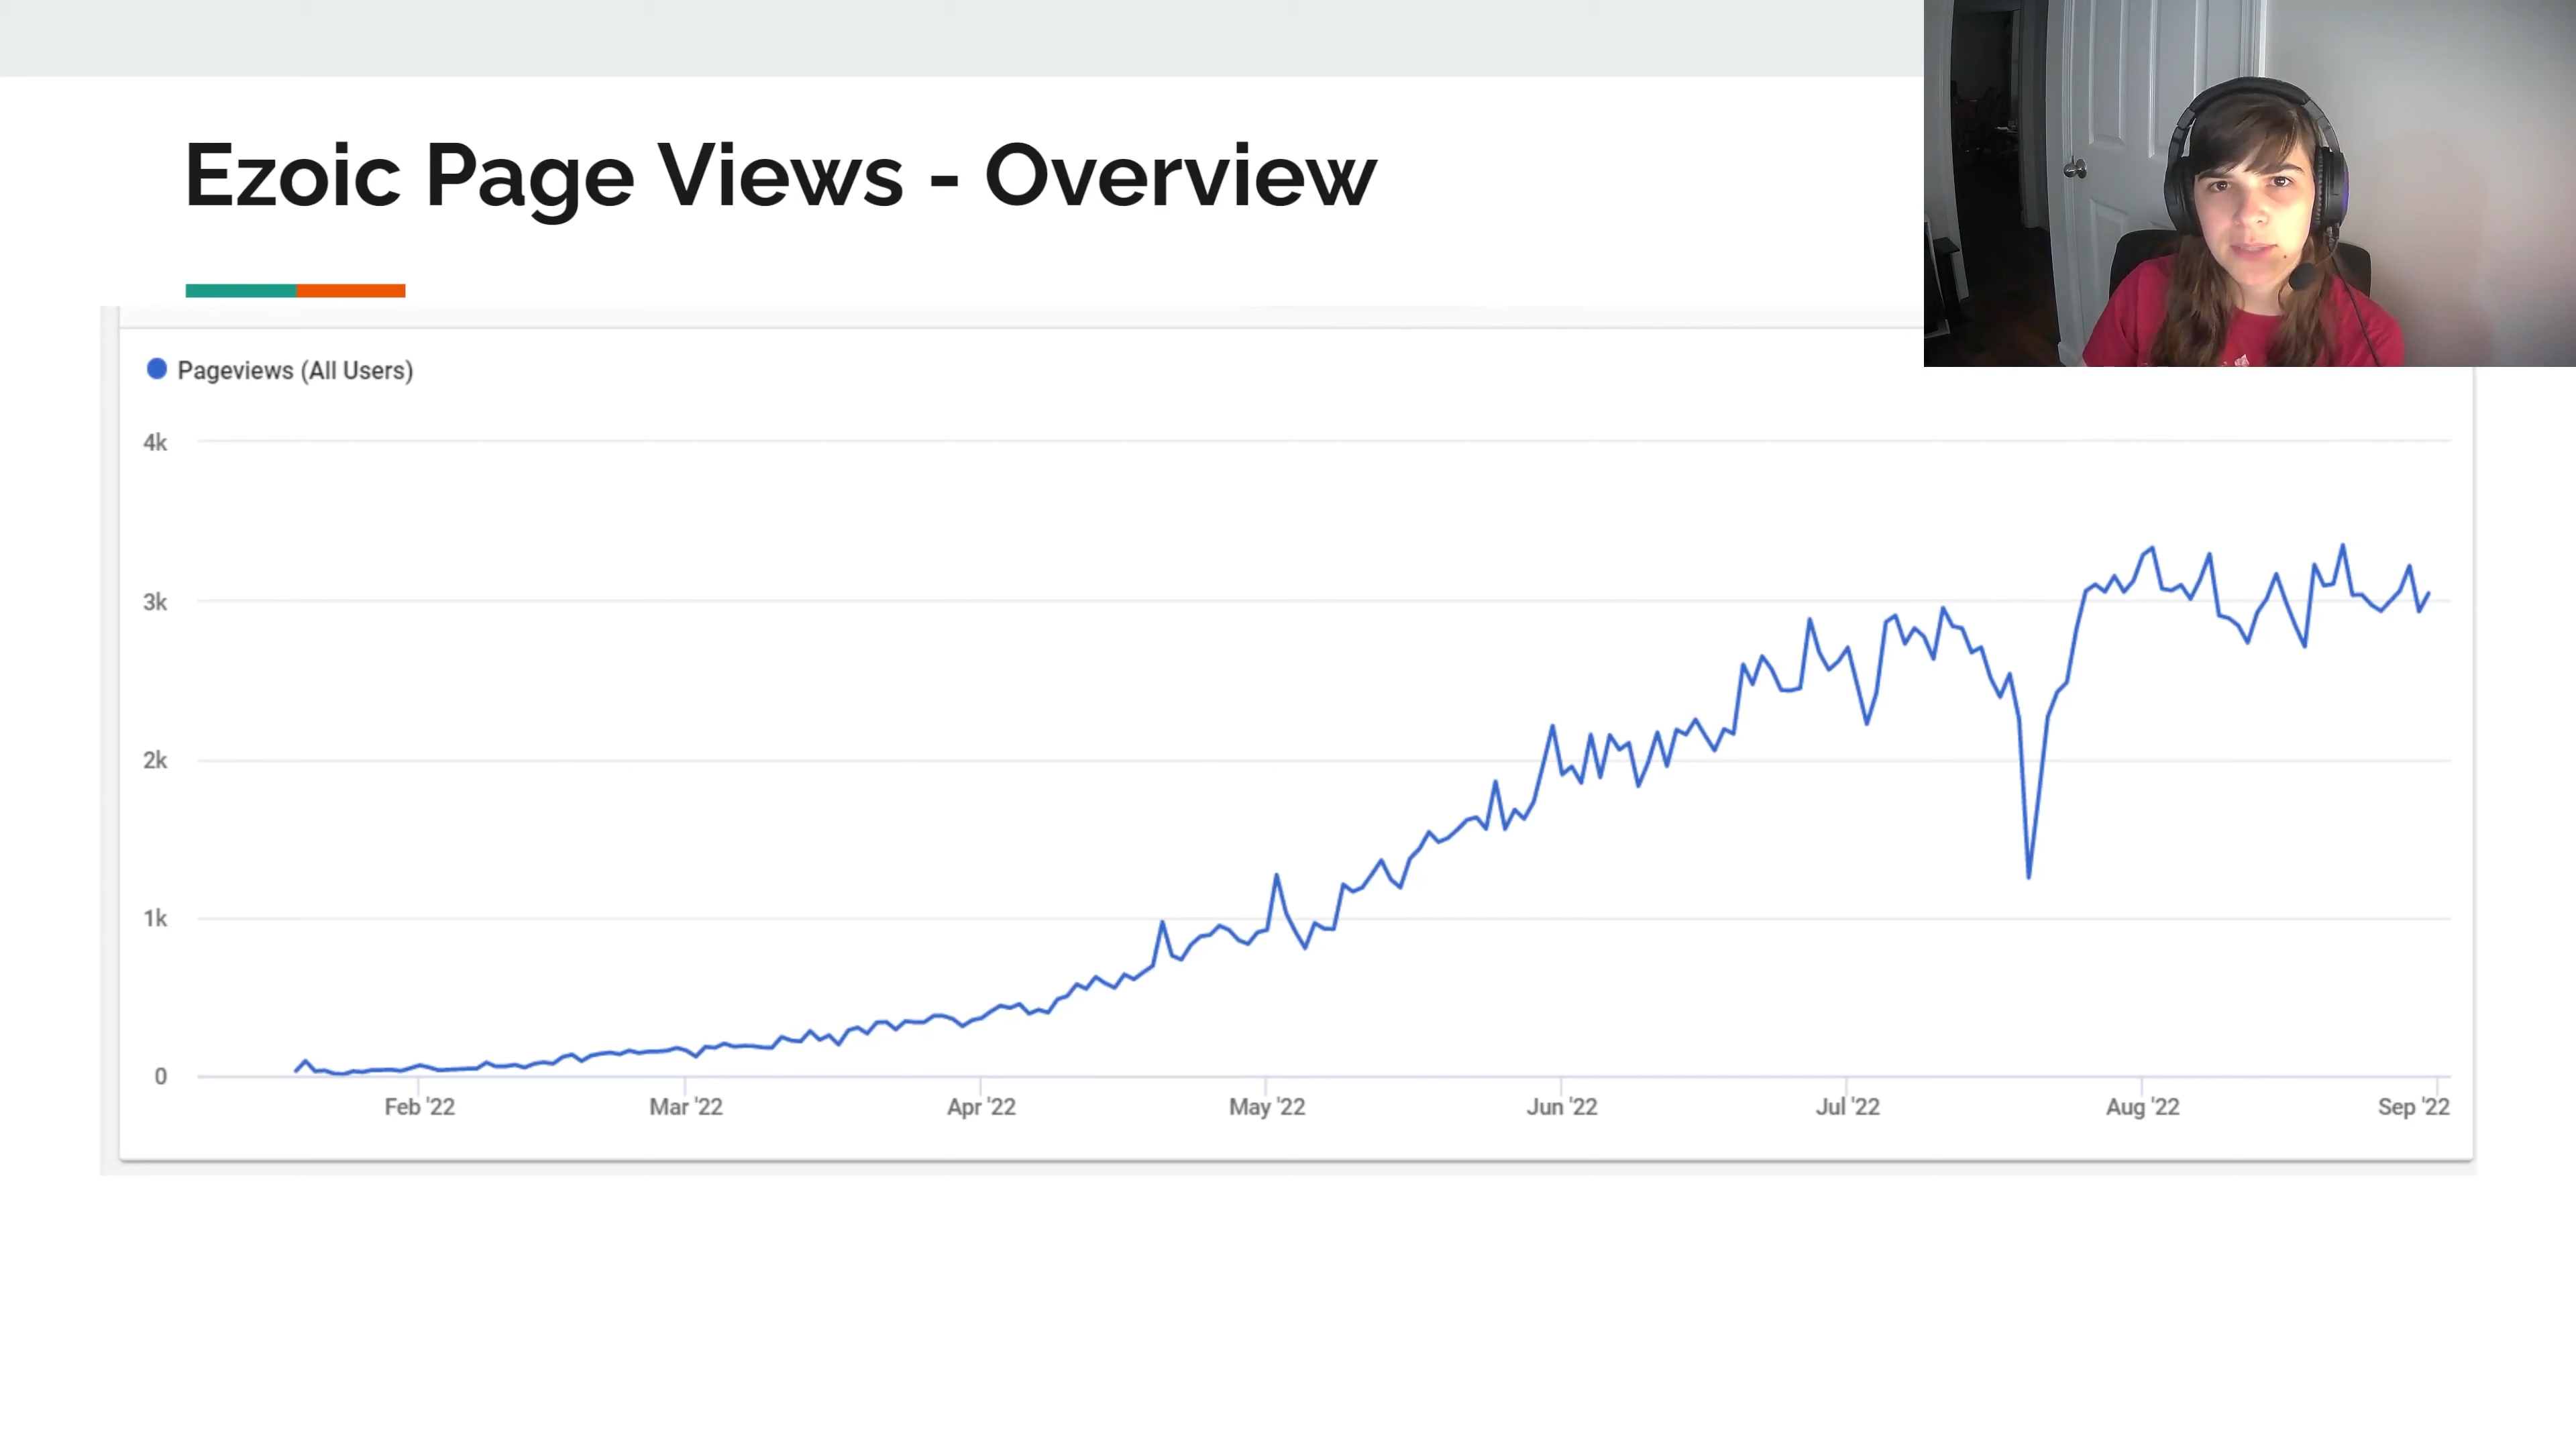 Ezoic Page Views - Overview
Pageviews (All Users)
4k
3k
2k
1k
0
Feb '22 Mar '22 Apr '22 May '22 Jun '22 Jul '22 Aug '22 Sep '22